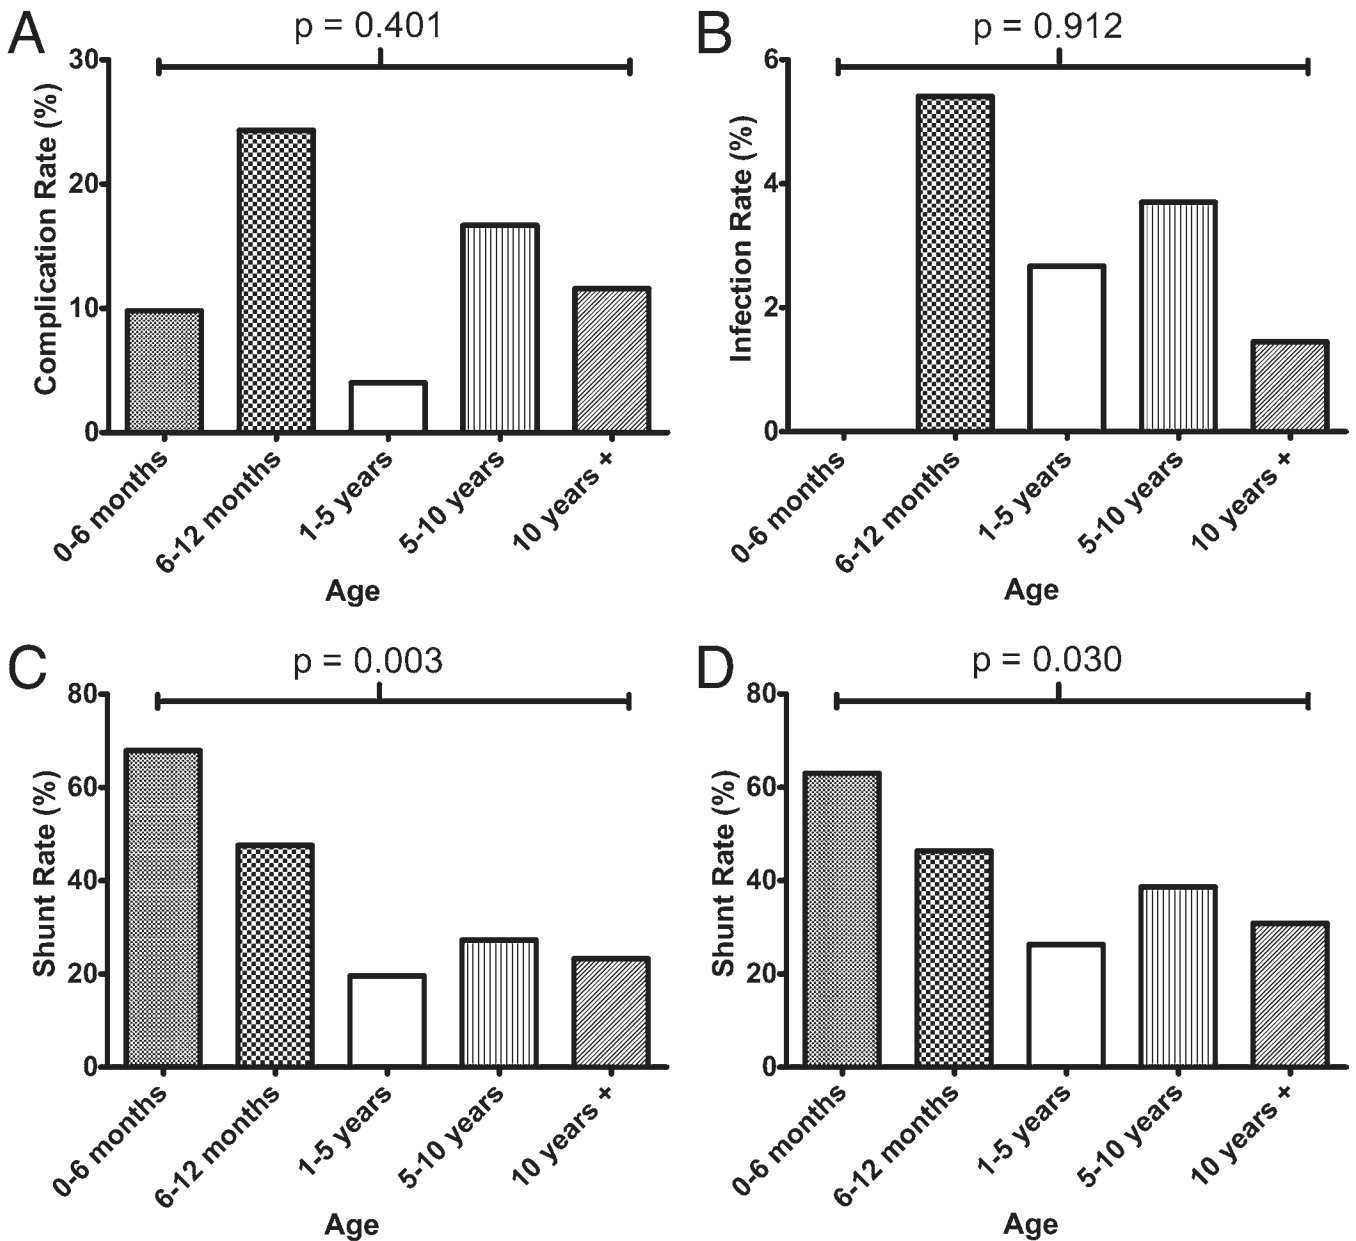 A
p = 0.401
Complication Rate (%)
30
20
10
0
0-6 months
6-12 months
1-5 years
5-10 years
10 years +
Age
B
p = 0.912
Infection Rate (%)
6
4
2
0
0-6 months
6-12 months
1-5 years
5-10 years
10 years +
Age
C
p = 0.003
Shunt Rate (%)
80
60
40
20
0
0-6 months
6-12 months
1-5 years
5-10 years
10 years +
Age
D
p = 0.030
Shunt Rate (%)
80
60
40
20
0
0-6 months
6-12 months
1-5 years
5-10 years
10 years +
Age